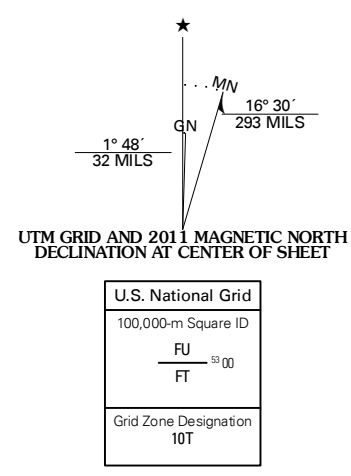 ★
MN
16° 30´
293 MILS
GN
1° 48´
32 MILS
UTM GRID AND 2011 MAGNETIC NORTH
DECLINATION AT CENTER OF SHEET
U.S. National Grid
100,000-m Square ID
FU
53 00
FT
Grid Zone Designation
10T